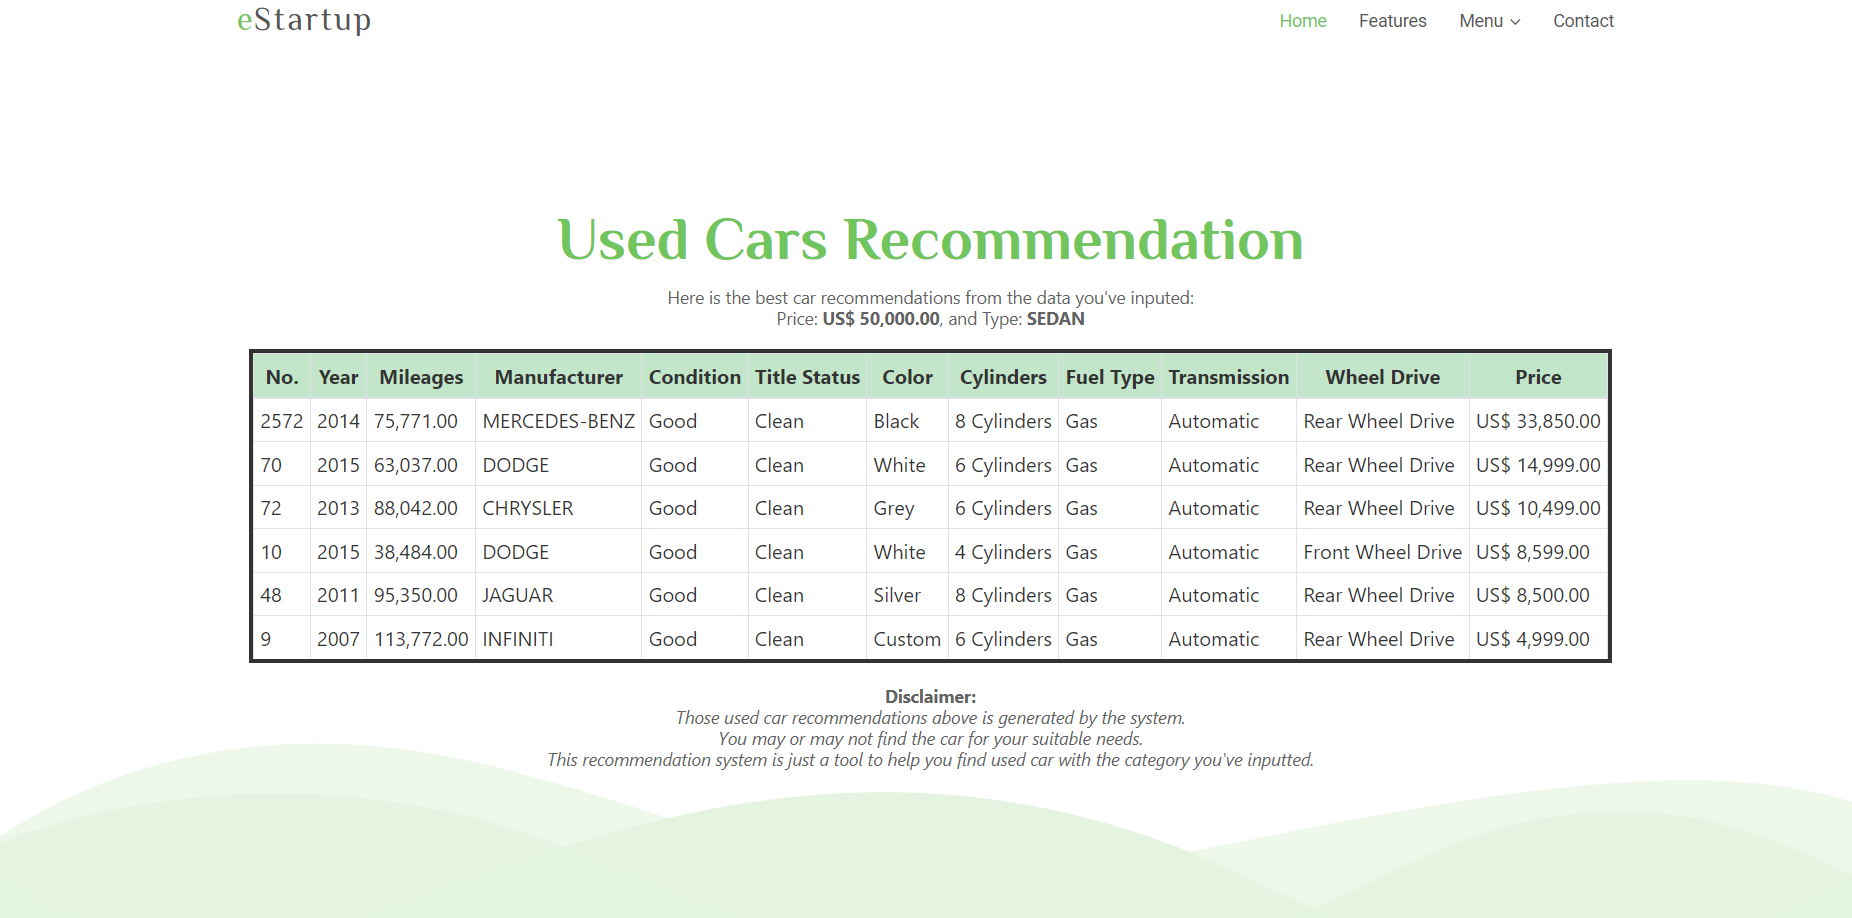 eStartup
Home Features Menu Contact
Used Cars Recommendation
Here is the best car recommendations from the data you've inputed:
Price: US$ 50,000.00, and Type: SEDAN
No. Year Mileages Manufacturer Condition Title Status Color Cylinders Fuel Type Transmission Wheel Drive Price
2572 2014 75,771.00 MERCEDES-BENZ Good Clean Black 8 Cylinders Gas Automatic Rear Wheel Drive US$ 33,850.00
70 2015 63,037.00 DODGE Good Clean White 6 Cylinders Gas Automatic Rear Wheel Drive US$ 14,999.00
72 2013 88,042.00 CHRYSLER Good Clean Grey 6 Cylinders Gas Automatic Rear Wheel Drive US$ 10,499.00
10 2015 38,484.00 DODGE Good Clean White 4 Cylinders Gas Automatic Front Wheel Drive US$ 8,599.00
48 2011 95,350.00 JAGUAR Good Clean Silver 8 Cylinders Gas Automatic Rear Wheel Drive US$ 8,500.00
9 2007 113,772.00 INFINITI Good Clean Custom 6 Cylinders Gas Automatic Rear Wheel Drive US$ 4,999.00
Disclaimer:
Those used car recommendations above is generated by the system.
You may or may not find the car for your suitable needs.
This recommendation system is just a tool to help you find used car with the category you've inputted.